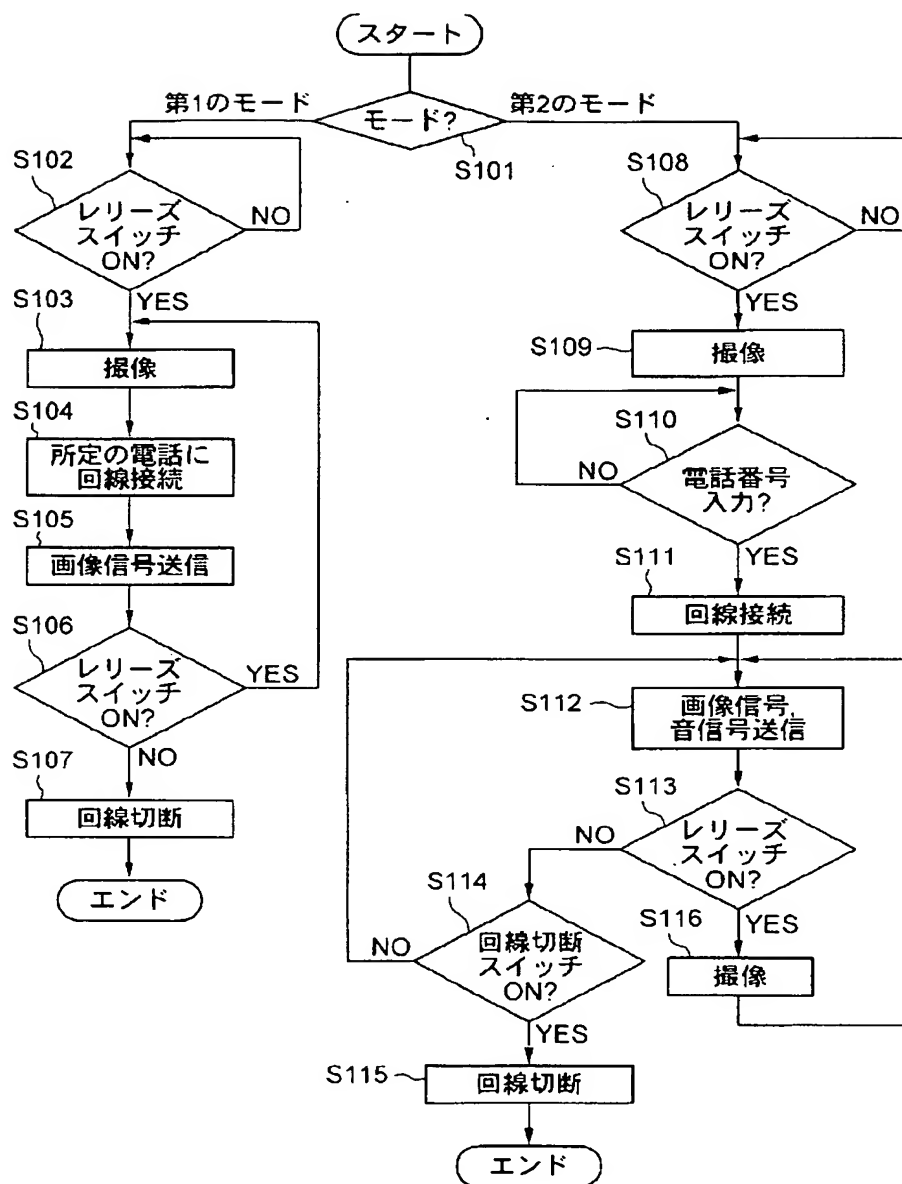 スタート
第1のモード
モード?
第2のモード
S101
S102
レリーズ
スイッチ
ON?
NO
YES
S103
撮像
S104
所定の電話に
回線接続
S105
画像信号送信
S106
レリーズ
スイッチ
ON?
YES
NO
S107
回線切断
エンド
S108
レリーズ
スイッチ
ON?
NO
YES
S109
撮像
S110
NO
電話番号
入力?
YES
S111
回線接続
S112
画像信号,
音信号送信
S113
NO
レリーズ
スイッチ
ON?
YES
S114
NO
回線切断
スイッチ
ON?
YES
S116
撮像
S115
回線切断
エンド